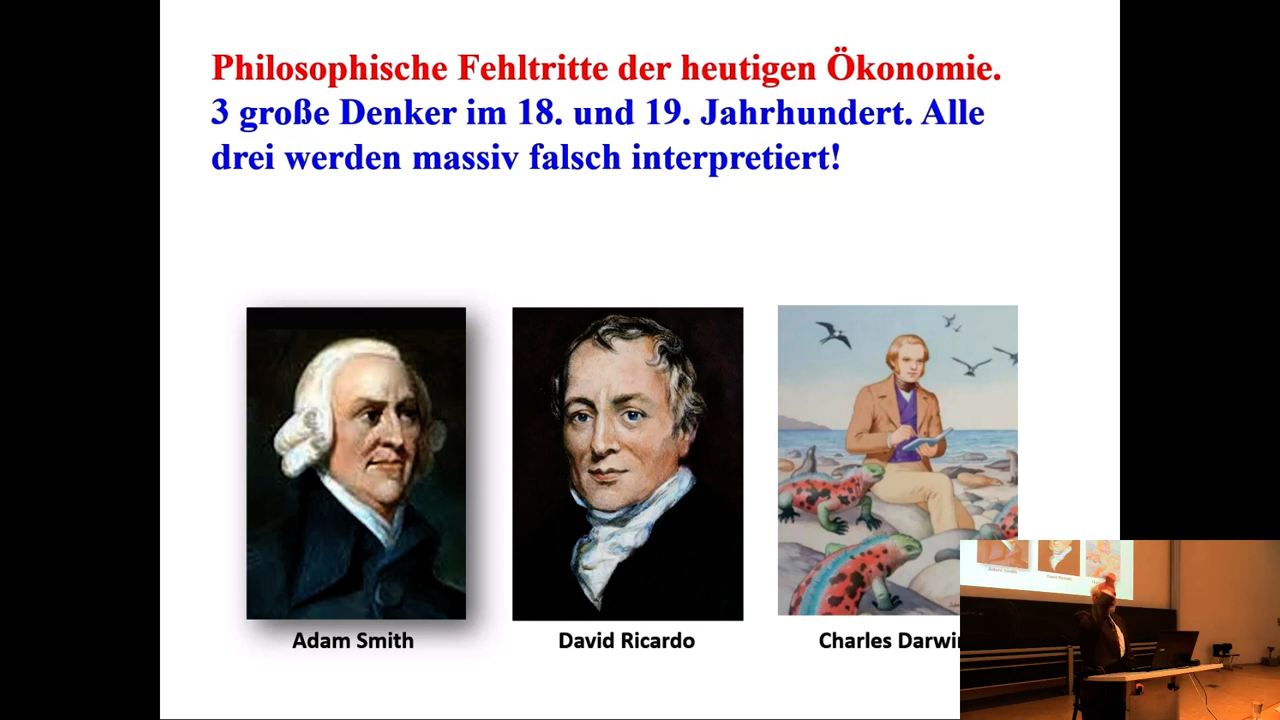 Philosophische Fehltritte der heutigen Ökonomie.
3 große Denker im 18. und 19. Jahrhundert. Alle
drei werden massiv falsch interpretiert!
Adam Smith
David Ricardo
Charles Darwin